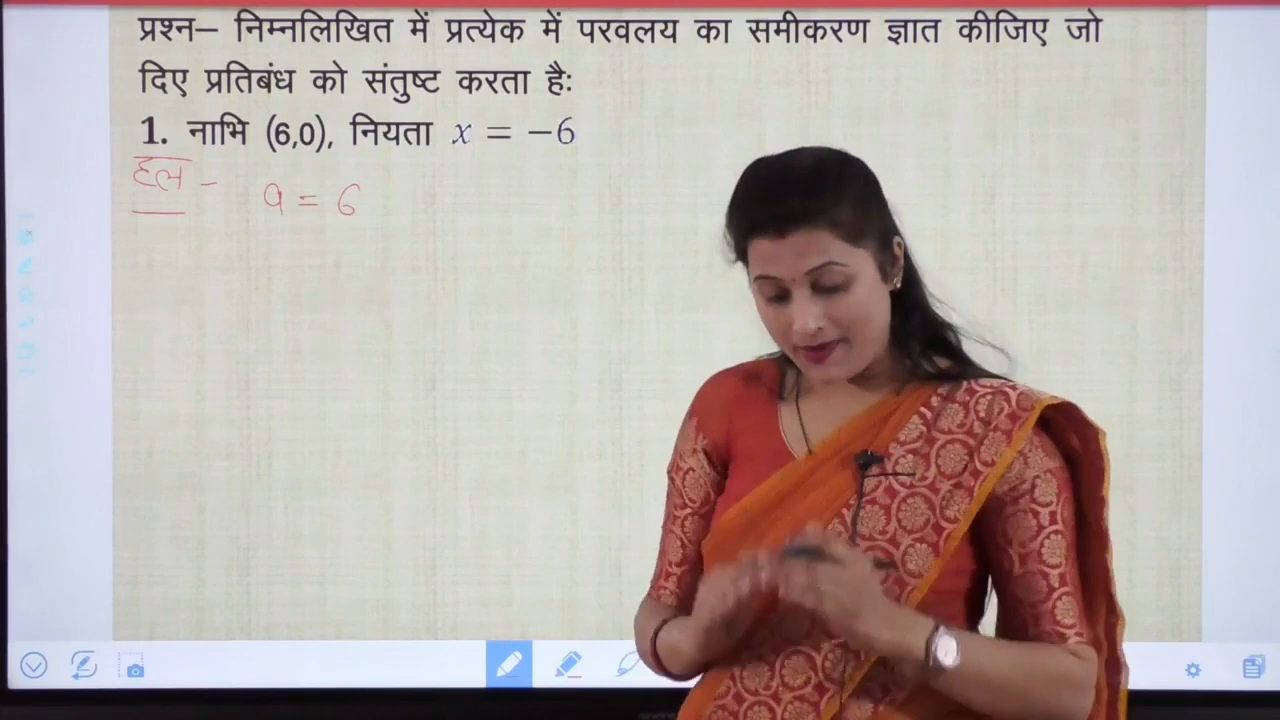 प्रश्न– निम्नलिखित में प्रत्येक में परवलय का समीकरण ज्ञात कीजिए जो
दिए प्रतिबंध को संतुष्ट करता हैः
1. नाभि (6,0), नियता x = −6
हल - a = 6